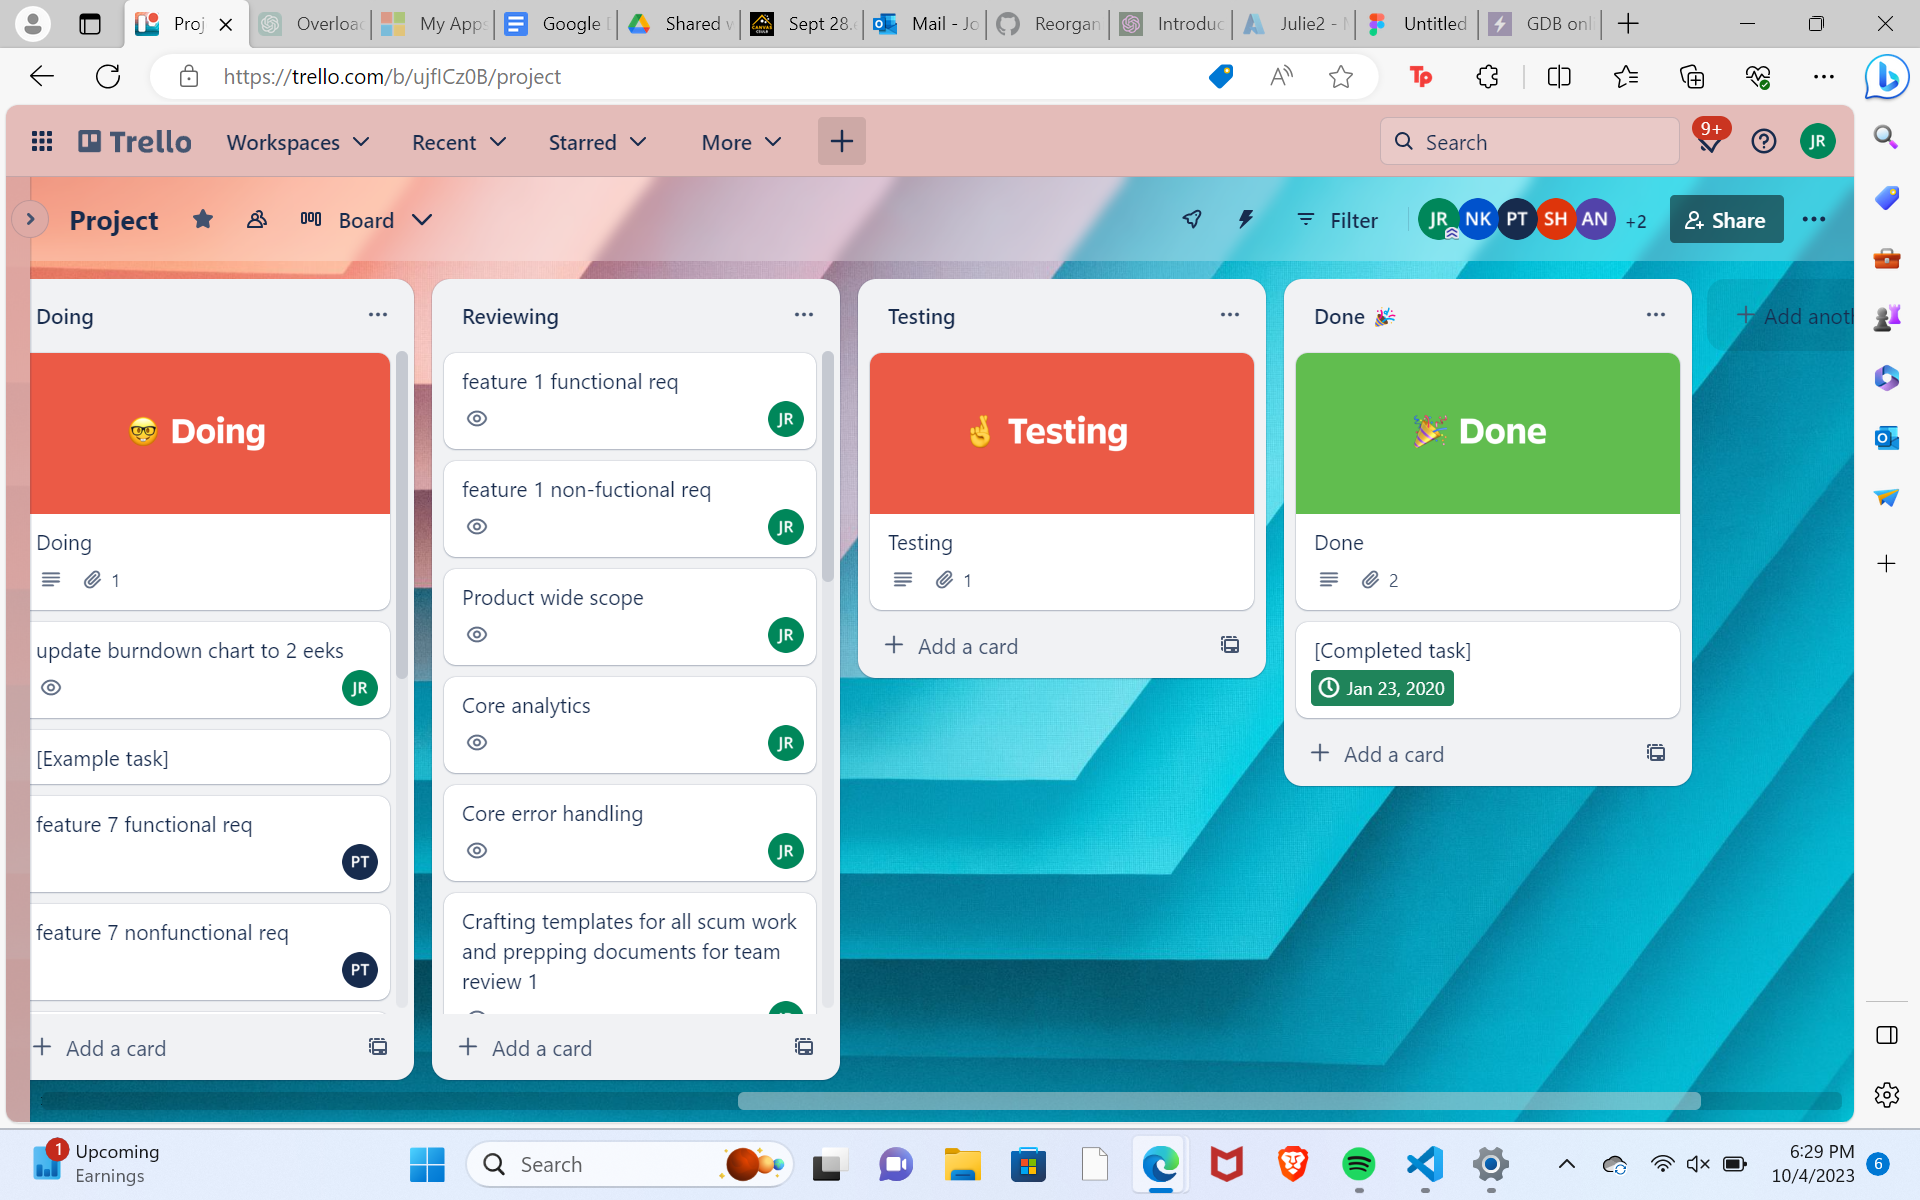 Proj
Overloa
My Apps
Google
Shared w
Sept 28.
Mail - Jo
Reorgan
Introduc
Julie2 -
Untitled
GDB onl
https://trello.com/b/ujflCz0B/project
Trello
Workspaces
Recent
Starred
More
Search
9+
JR
Project
Board
Filter
JR
NK
PT
SH
AN
+2
Share
Doing
Doing
Doing
1
update burndown chart to 2 eeks
JR
[Example task]
feature 7 functional req
PT
feature 7 nonfunctional req
PT
Add a card
Reviewing
feature 1 functional req
JR
feature 1 non-fuctional req
JR
Product wide scope
JR
Core analytics
JR
Core error handling
JR
Crafting templates for all scum work
and prepping documents for team
review 1
Add a card
Testing
Testing
Testing
1
Add a card
Done
Done
Done
2
[Completed task]
Jan 23, 2020
Add a card
Add anoth
1
Upcoming
Earnings
Search
6:29 PM
10/4/2023
6